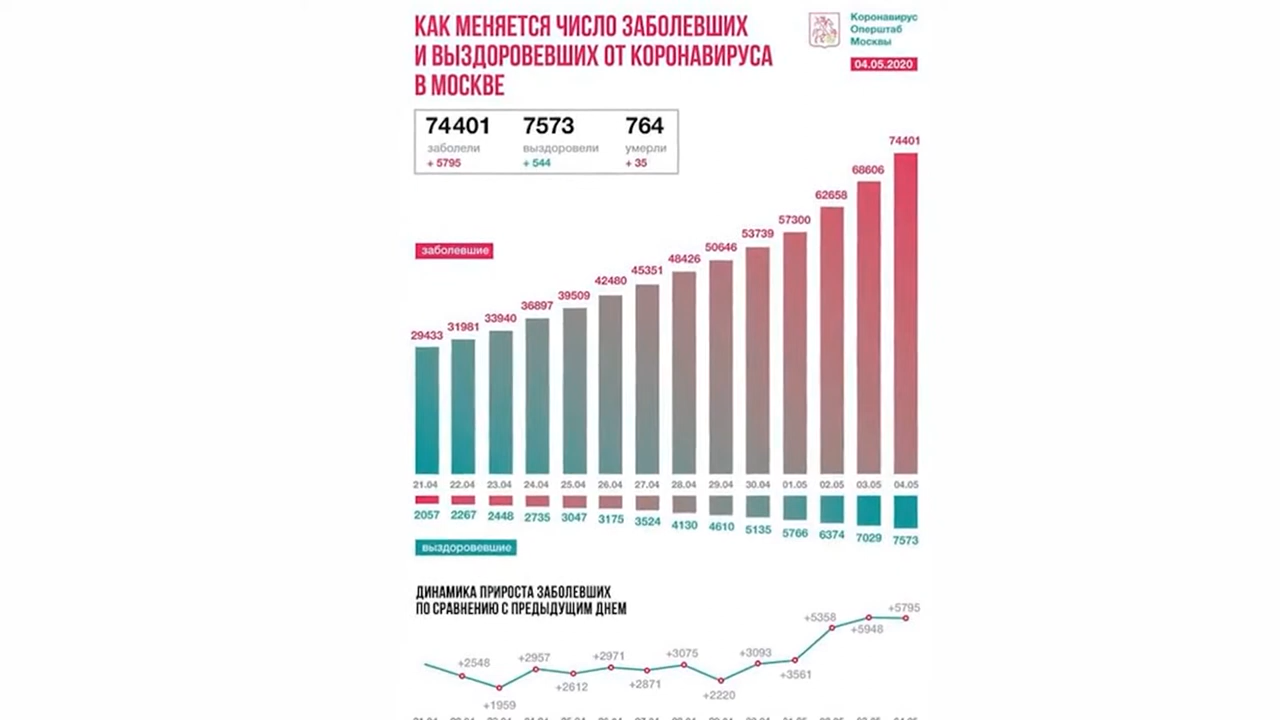 КАК МЕНЯЕТСЯ ЧИСЛО ЗАБОЛЕВШИХ
И ВЫЗДОРОВЕВШИХ ОТ КОРОНАВИРУСА
В МОСКВЕ
Коронавирус
Оперштаб
Москвы
04.05.2020
74401 7573 764
заболели выздоровели умерли
+ 5795 + 544 + 35
заболевшие
29433 31981 33940 36897 39509 42480 45351 48426 50646 53739 57300 62658 68606 74401
21.04 22.04 23.04 24.04 25.04 26.04 27.04 28.04 29.04 30.04 01.05 02.05 03.05 04.05
2057 2267 2448 2735 3047 3175 3524 4130 4610 5135 5766 6374 7029 7573
выздоровевшие
ДИНАМИКА ПРИРОСТА ЗАБОЛЕВШИХ
ПО СРАВНЕНИЮ С ПРЕДЫДУЩИМ ДНЕМ
+2548 +1959 +2957 +2612 +2971 +2871 +3075 +2220 +3093 +3561 +5358 +5948 +5795